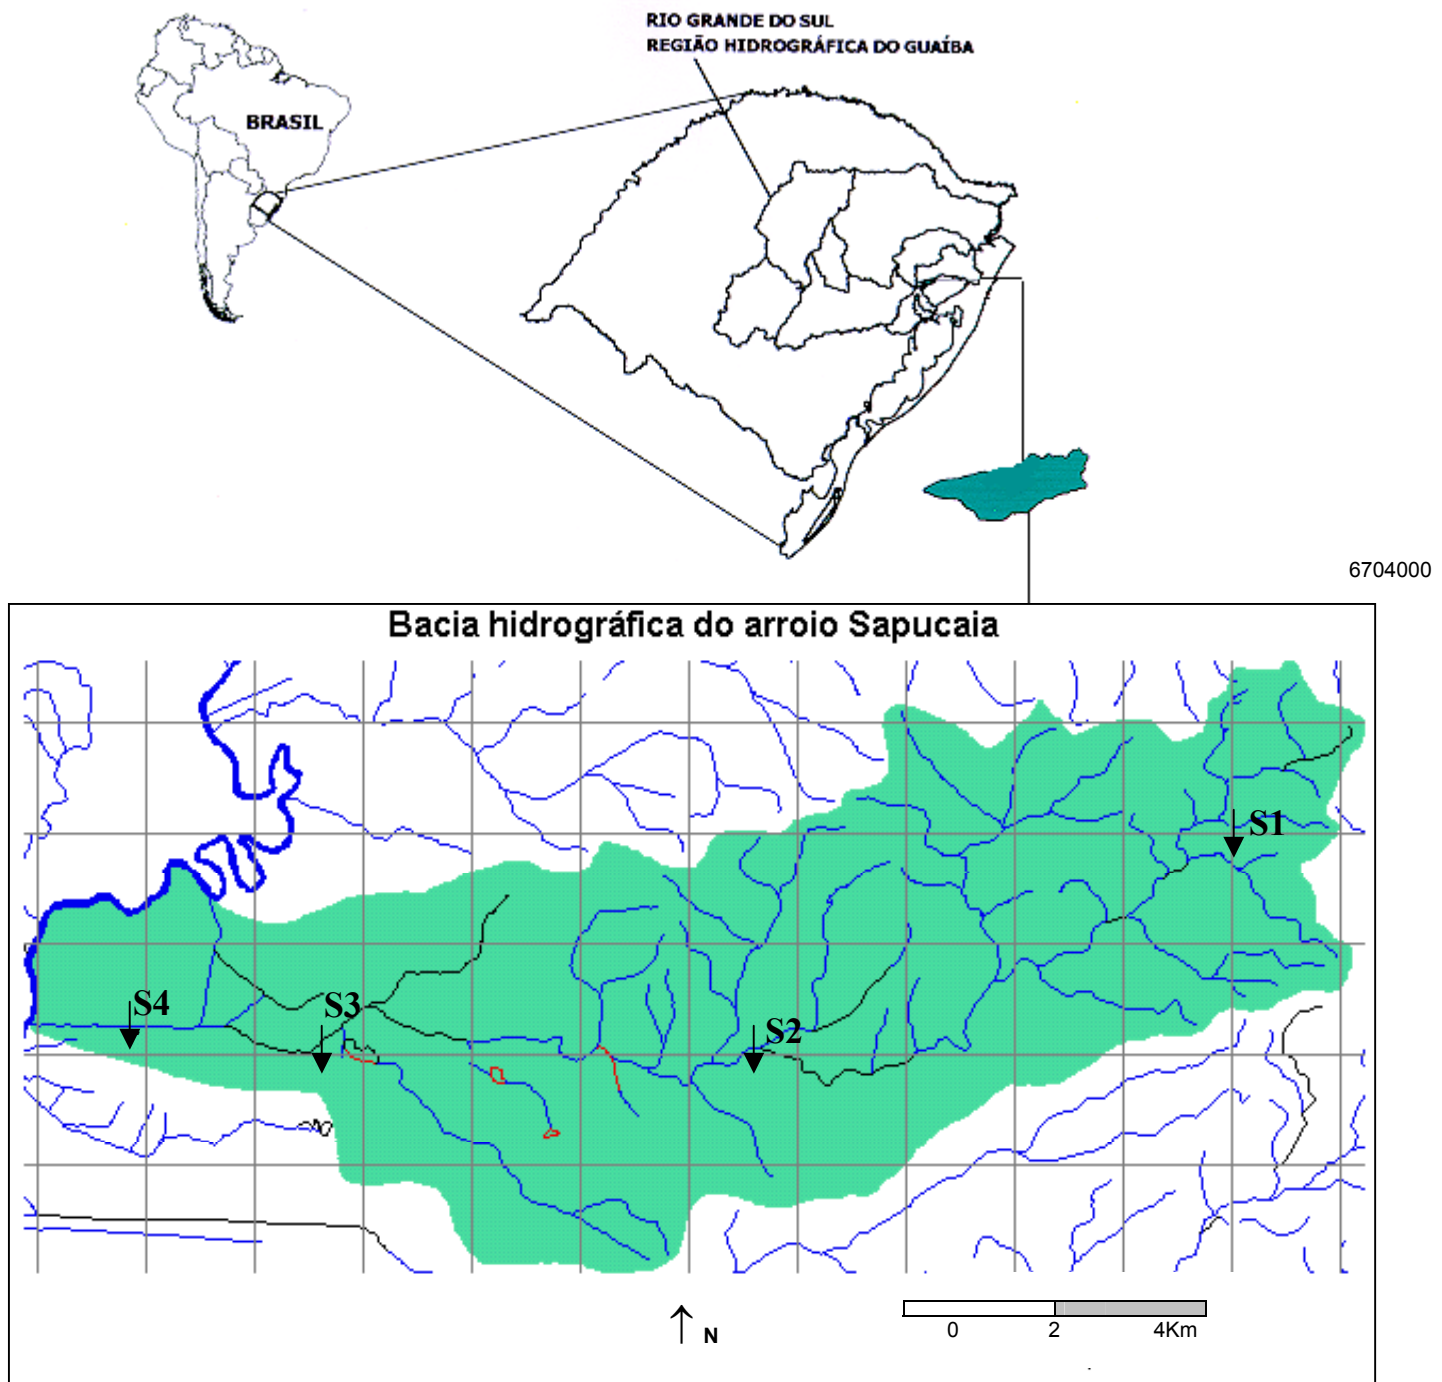 RIO GRANDE DO SUL
REGIÃO HIDROGRÁFICA DO GUAÍBA
BRASIL
6704000
Bacia hidrográfica do arroio Sapucaia
S1
S4
S3
S2
N
0 2 4Km